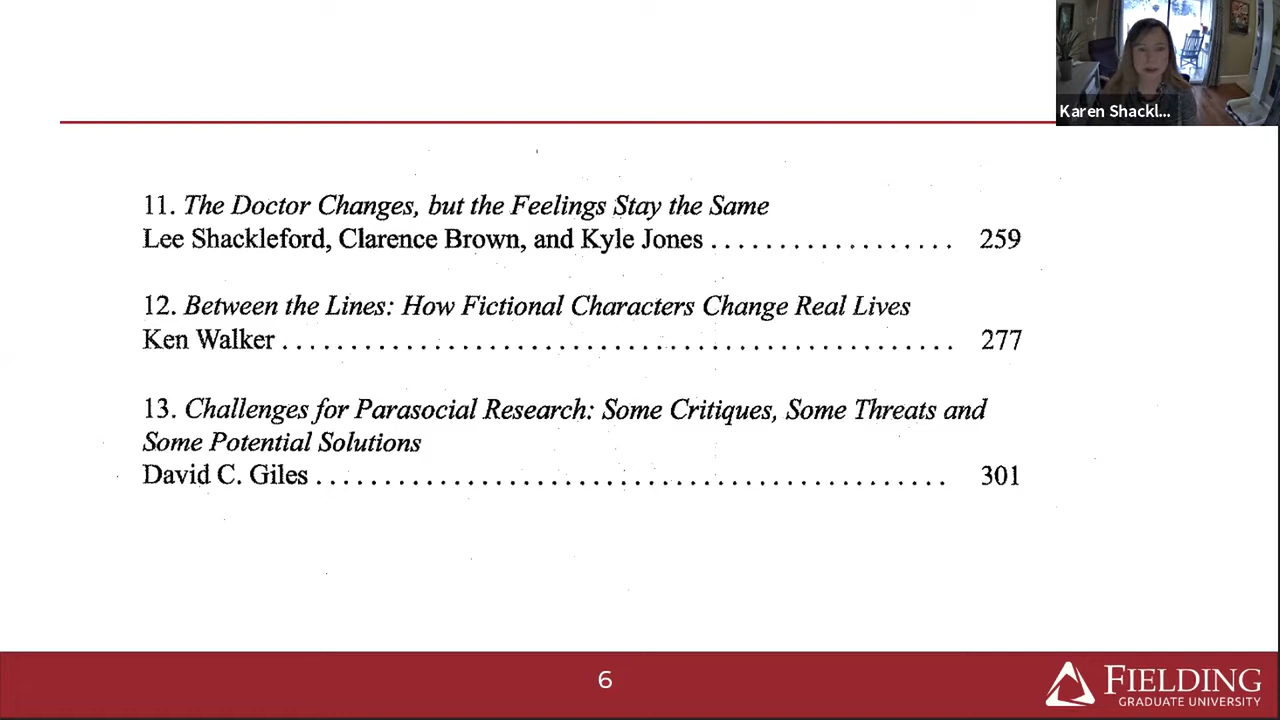 Karen Shackl...
11. The Doctor Changes, but the Feelings Stay the Same
Lee Shackleford, Clarence Brown, and Kyle Jones . . . . . . . . . . . . . . . . . . 259
12. Between the Lines: How Fictional Characters Change Real Lives
Ken Walker . . . . . . . . . . . . . . . . . . . . . . . . . . . . . . . . . . . . . . . . . . . . . . . . . . 277
13. Challenges for Parasocial Research: Some Critiques, Some Threats and
Some Potential Solutions
David C. Giles . . . . . . . . . . . . . . . . . . . . . . . . . . . . . . . . . . . . . . . . . . . . . . . 301
6
FIELDING
GRADUATE UNIVERSITY